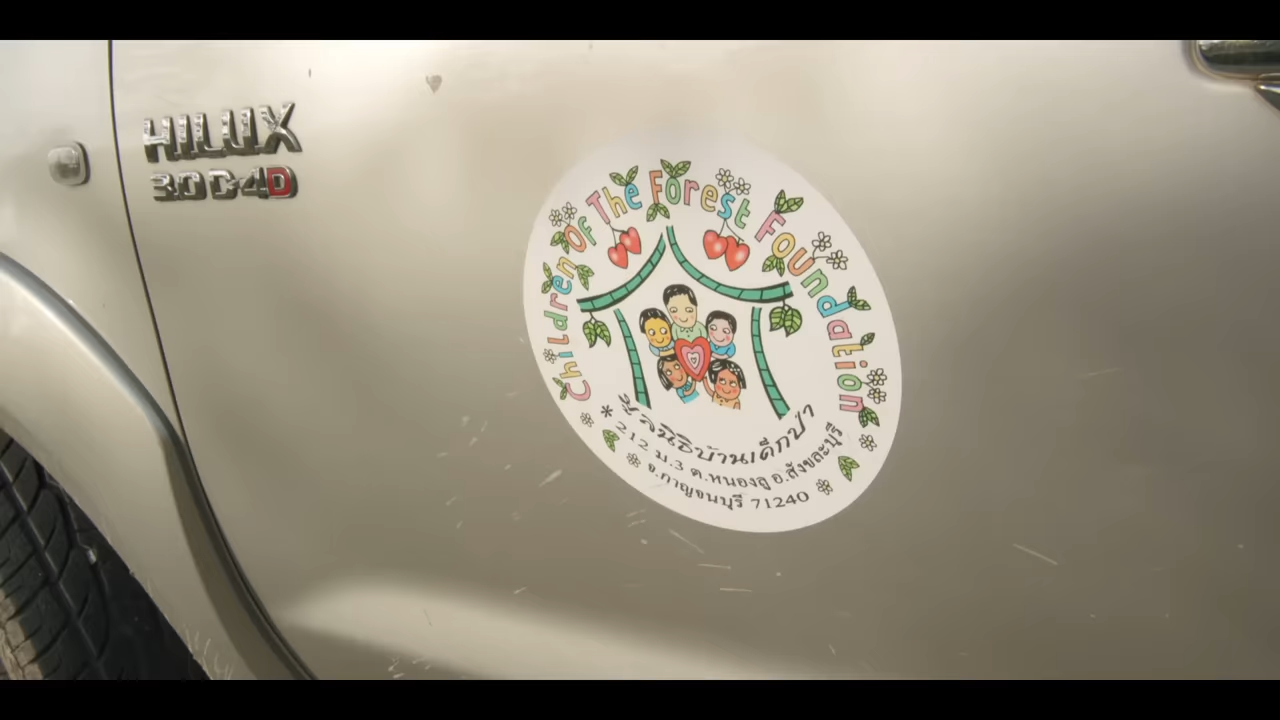 HILUX
3.0 D-4D
Children Of The Forest Foundation
* มูลนิธิบ้านเด็กป่า
212 ม.3 ต.หนองลู อ.สังขละบุรี
จ.กาญจนบุรี 71240